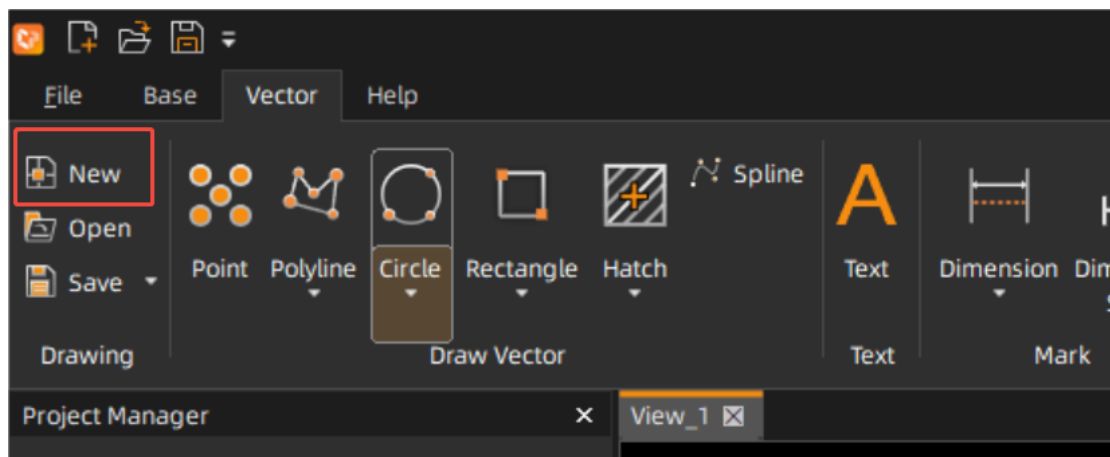 File Base Vector Help
New
Open
Save
Spline
Point Polyline Circle Rectangle Hatch
Text
Dimension
Drawing Draw Vector Text Mark
Project Manager
View_1